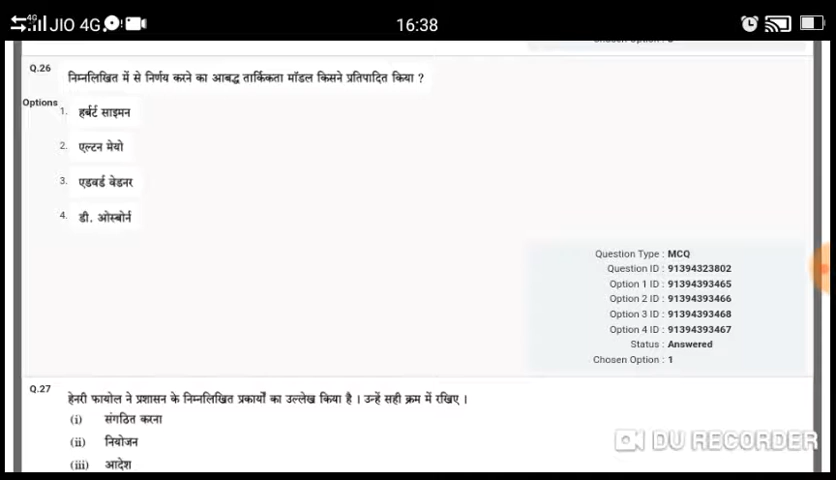 4G JIO 4G 16:38
Q.26 निम्नलिखित में से निर्णय करने का आबद्ध तार्किकता मॉडल किसने प्रतिपादित किया ?
Options 1. हर्बर्ट साइमन
2. एल्टन मेयो
3. एडवर्ड वेडनर
4. डी. ओस्बोर्न
Question Type : MCQ
Question ID : 91394323802
Option 1 ID : 91394393465
Option 2 ID : 91394393466
Option 3 ID : 91394393468
Option 4 ID : 91394393467
Status : Answered
Chosen Option : 1
Q.27 हेनरी फायोल ने प्रशासन के निम्नलिखित प्रकार्यों का उल्लेख किया है । उन्हें सही क्रम में रखिए ।
(i) संगठित करना
(ii) नियोजन
(iii) आदेश
DU RECORDER